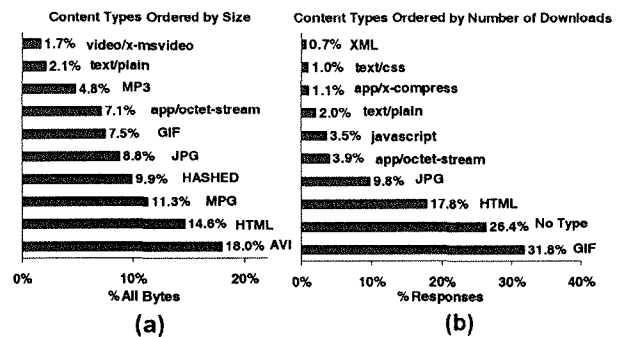 Content Types Ordered by Size
1.7% video/x-msvideo
2.1% text/plain
4.8% MP3
7.1% app/octet-stream
7.5% GIF
8.8% JPG
9.9% HASHED
11.3% MPG
14.6% HTML
18.0% AVI
0% 10% 20%
% All Bytes
(a)
Content Types Ordered by Number of Downloads
0.7% XML
1.0% text/css
1.1% app/x-compress
2.0% text/plain
3.5% javascript
3.9% app/octet-stream
9.8% JPG
17.8% HTML
26.4% No Type
31.8% GIF
0% 10% 20% 30% 40%
% Responses
(b)